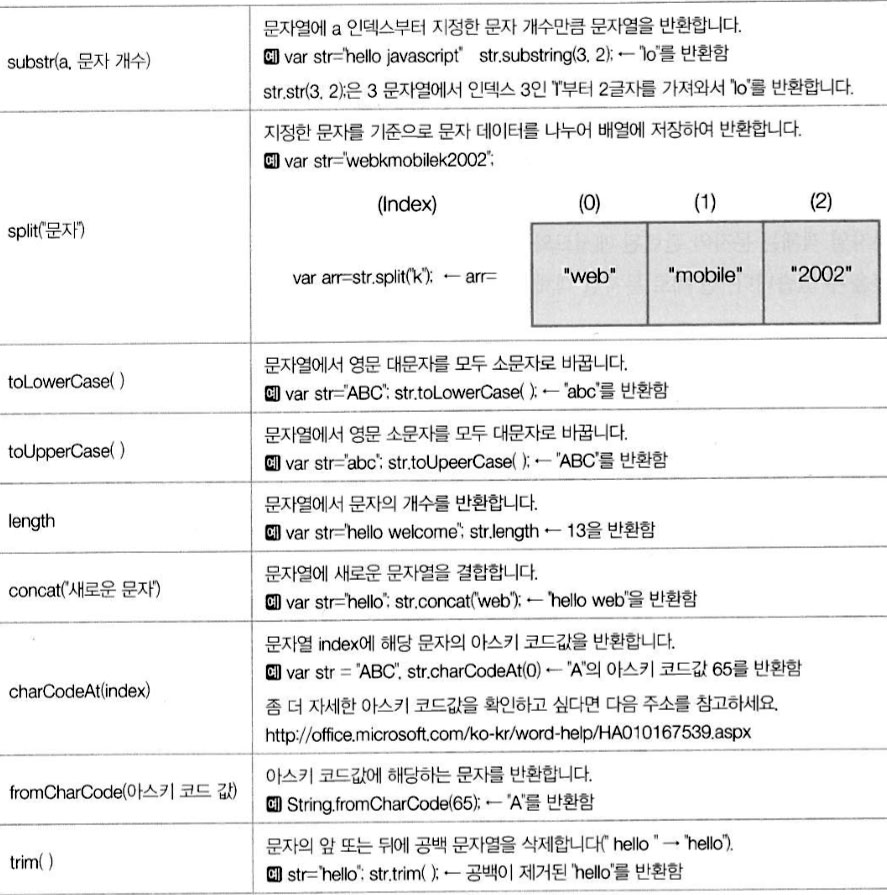 substr(a, 문자 개수)
문자열에 a 인덱스부터 지정한 문자 개수만큼 문자열을 반환합니다.
예 var str="hello javascript" str.substring(3, 2); ← "lo"를 반환함
str.str(3, 2);은 3 문자열에서 인덱스 3인 "l"부터 2글자를 가져와서 "lo"를 반환합니다.
split("문자")
지정한 문자를 기준으로 문자 데이터를 나누어 배열에 저장하여 반환합니다.
예 var str="webkmobilek2002";
(Index) (0) (1) (2)
var arr=str.split("k"); ← arr= "web" "mobile" "2002"
toLowerCase( )
문자열에서 영문 대문자를 모두 소문자로 바꿉니다.
예 var str="ABC"; str.toLowerCase( ); ← "abc"를 반환함
toUpperCase( )
문자열에서 영문 소문자를 모두 대문자로 바꿉니다.
예 var str="abc"; str.toUpeerCase( ); ← "ABC"를 반환함
length
문자열에서 문자의 개수를 반환합니다.
예 var str="hello welcome"; str.length ← 13을 반환함
concat("새로운 문자")
문자열에 새로운 문자열을 결합합니다.
예 var str="hello"; str.concat("web"); ← "hello web"을 반환함
charCodeAt(index)
문자열 index에 해당 문자의 아스키 코드값을 반환합니다.
예 var str = "ABC", str.charCodeAt(0) ← "A"의 아스키 코드값 65를 반환함
좀 더 자세한 아스키 코드값을 확인하고 싶다면 다음 주소를 참고하세요.
http://office.microsoft.com/ko-kr/word-help/HA010167539.aspx
fromCharCode(아스키 코드 값)
아스키 코드값에 해당하는 문자를 반환합니다.
예 String.fromCharCode(65); ← "A"를 반환함
trim( )
문자의 앞 또는 뒤에 공백 문자열을 삭제합니다(" hello " → "hello").
예 str="hello"; str.trim( ); ← 공백이 제거된 "hello"를 반환함